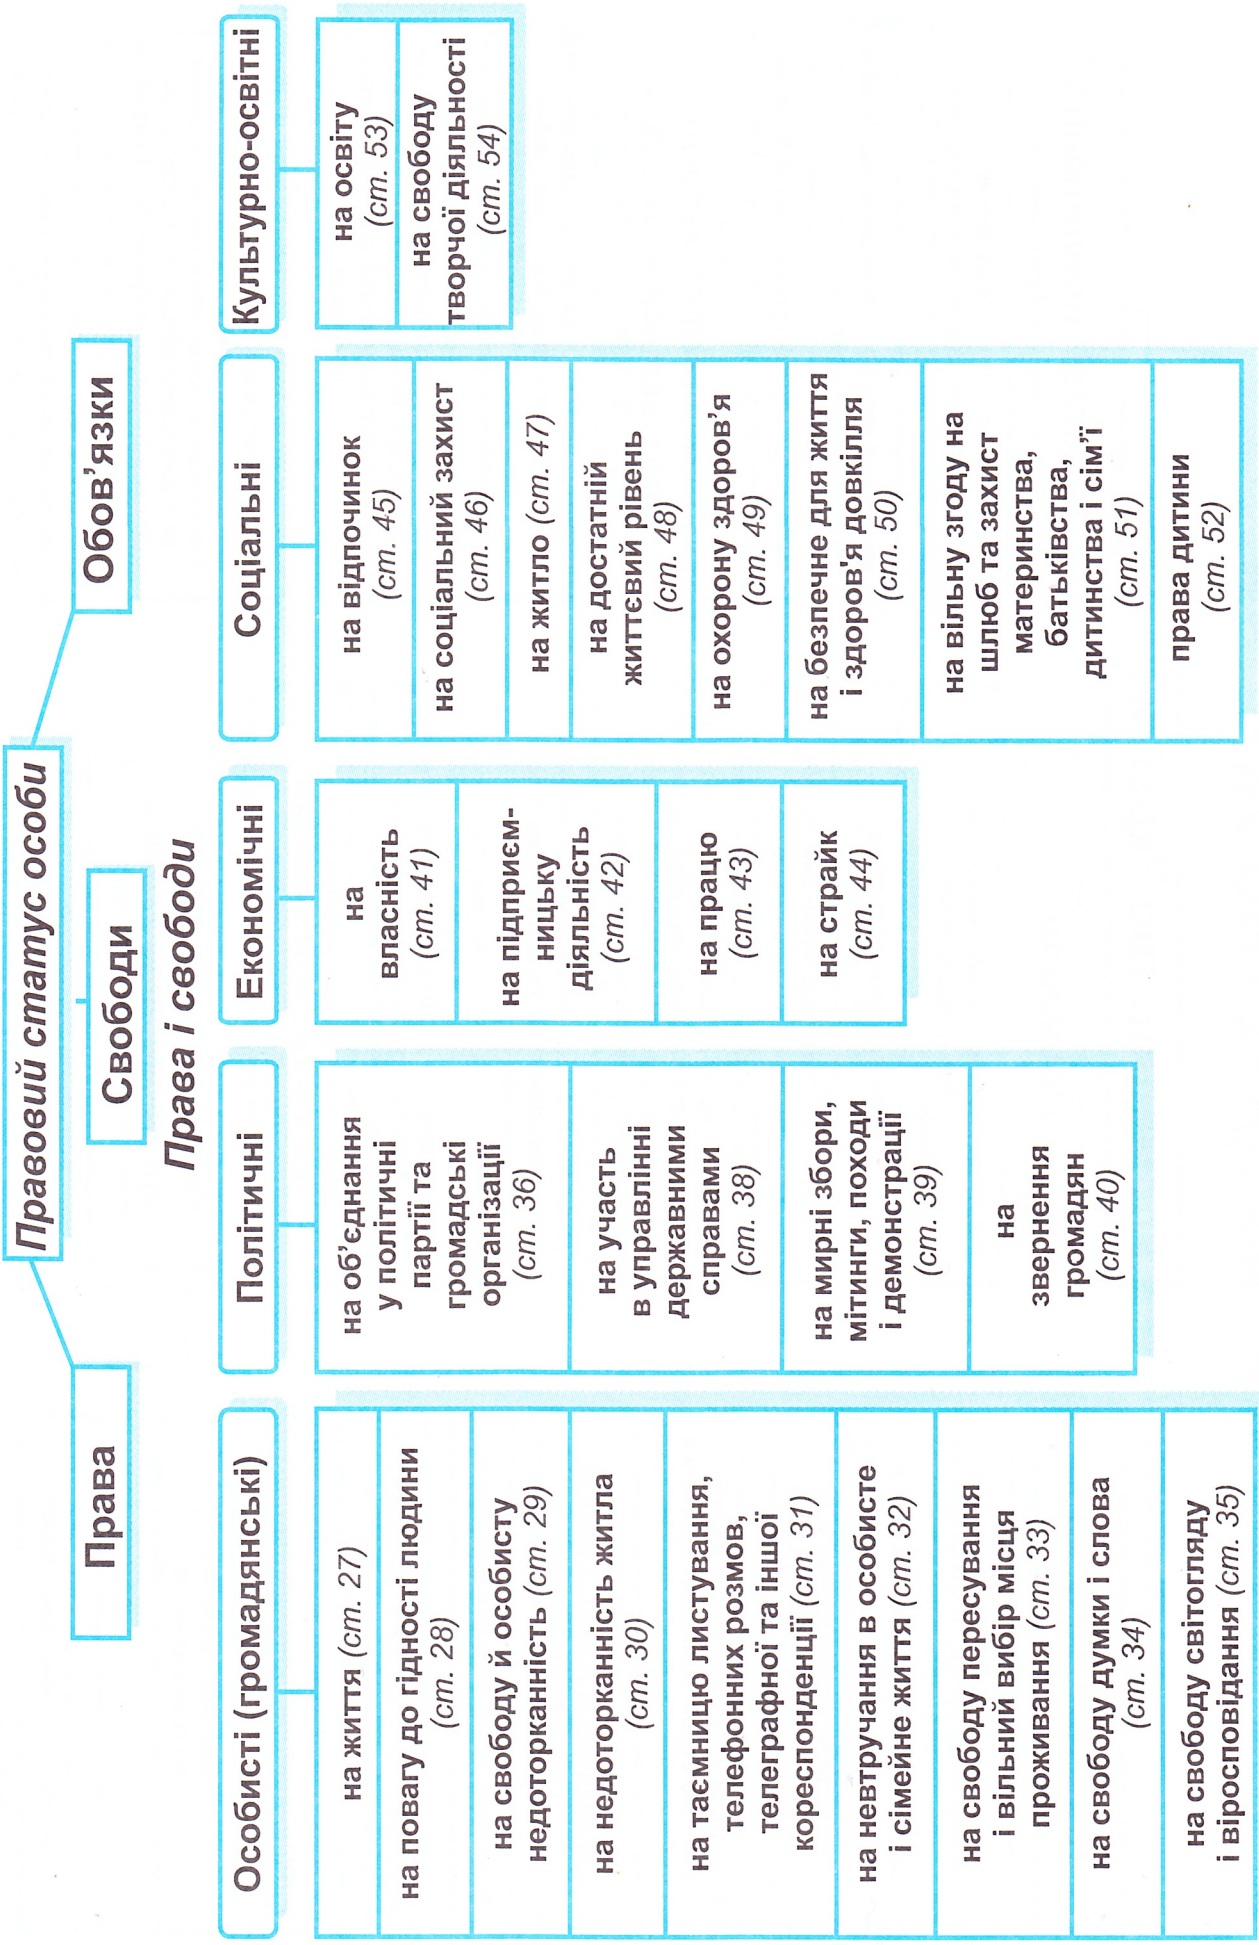 Правовий статус особи
Права
Свободи
Обов'язки
Права і свободи
Особисті (громадянські)
на життя (ст. 27)
на повагу до гідності людини
(ст. 28)
на свободу й особисту
недоторканність (ст. 29)
на недоторканність житла
(ст. 30)
на таємницю листування,
телефонних розмов,
телеграфної та іншої
кореспонденції (ст. 31)
на невтручання в особисте
і сімейне життя (ст. 32)
на свободу пересування
і вільний вибір місця
проживання (ст. 33)
на свободу думки і слова
(ст. 34)
на свободу світогляду
і віросповідання (ст. 35)
Політичні
на об'єднання
у політичні
партії та
громадські
організації
(ст. 36)
на участь
в управлінні
державними
справами
(ст. 38)
на мирні збори,
мітинги, походи
і демонстрації
(ст. 39)
на
звернення
громадян
(ст. 40)
Економічні
на
власність
(ст. 41)
на підприєм-
ницьку
діяльність
(ст. 42)
на працю
(ст. 43)
на страйк
(ст. 44)
Соціальні
на відпочинок
(ст. 45)
на соціальний захист
(ст. 46)
на житло (ст. 47)
на достатній
життєвий рівень
(ст. 48)
на охорону здоров'я
(ст. 49)
на безпечне для життя
і здоров'я довкілля
(ст. 50)
на вільну згоду на
шлюб та захист
материнства,
батьківства,
дитинства і сім'ї
(ст. 51)
права дитини
(ст. 52)
Культурно-освітні
на освіту
(ст. 53)
на свободу
творчої діяльності
(ст. 54)